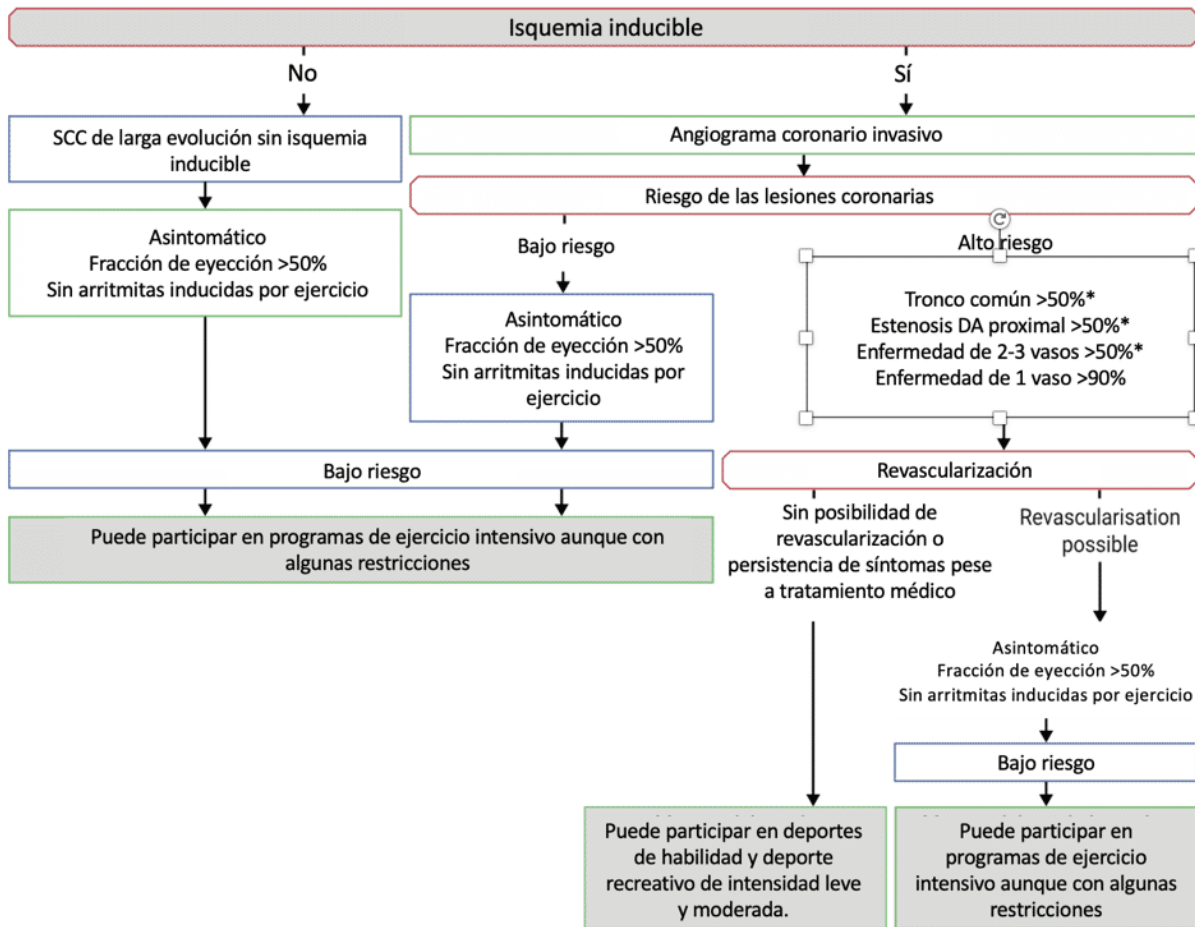 Isquemia inducible
No
Sí
SCC de larga evolución sin isquemia
inducible
Angiograma coronario invasivo
Riesgo de las lesiones coronarias
Asintomático
Fracción de eyección >50%
Sin arritmitas inducidas por ejercicio
Bajo riesgo
Alto riesgo
Asintomático
Fracción de eyección >50%
Sin arritmitas inducidas por
ejercicio
Tronco común >50%*
Estenosis DA proximal >50%*
Enfermedad de 2-3 vasos >50%*
Enfermedad de 1 vaso >90%
Bajo riesgo
Revascularización
Puede participar en programas de ejercicio intensivo aunque con
algunas restricciones
Sin posibilidad de
revascularización o
persistencia de síntomas pese
a tratamiento médico
Revascularisation
possible
Asintomático
Fracción de eyección >50%
Sin arritmitas inducidas por ejercicio
Bajo riesgo
Puede participar en deportes
de habilidad y deporte
recreativo de intensidad leve
y moderada.
Puede participar en
programas de ejercicio
intensivo aunque con algunas
restricciones